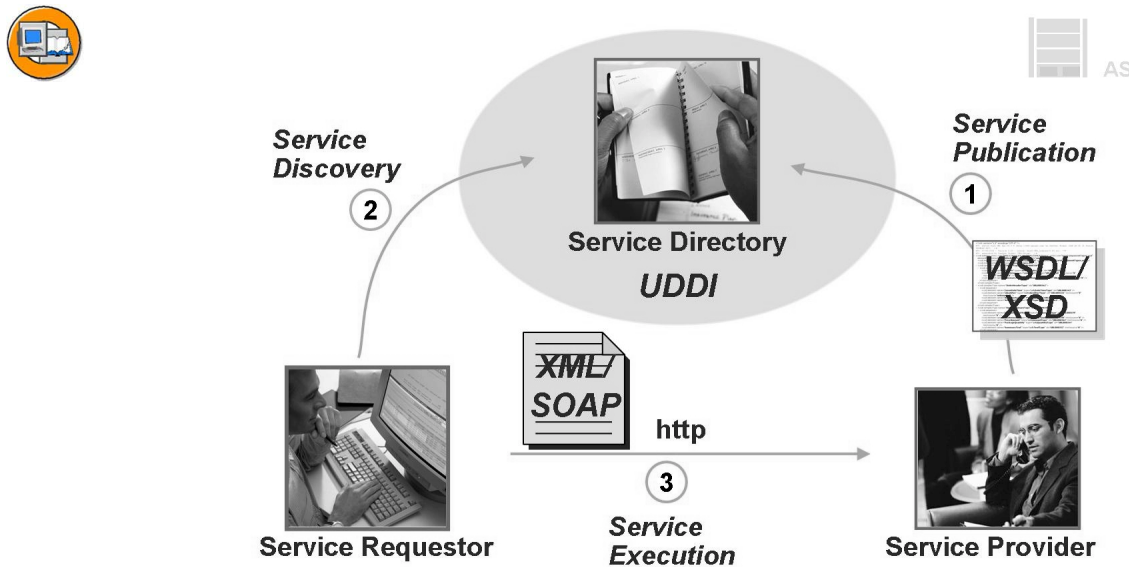 AS
Service
Discovery
2
Service
Publication
1
Service Directory
UDDI
WSDL/
XSD
XML/
SOAP
http
3
Service
Execution
Service Requestor
Service Provider